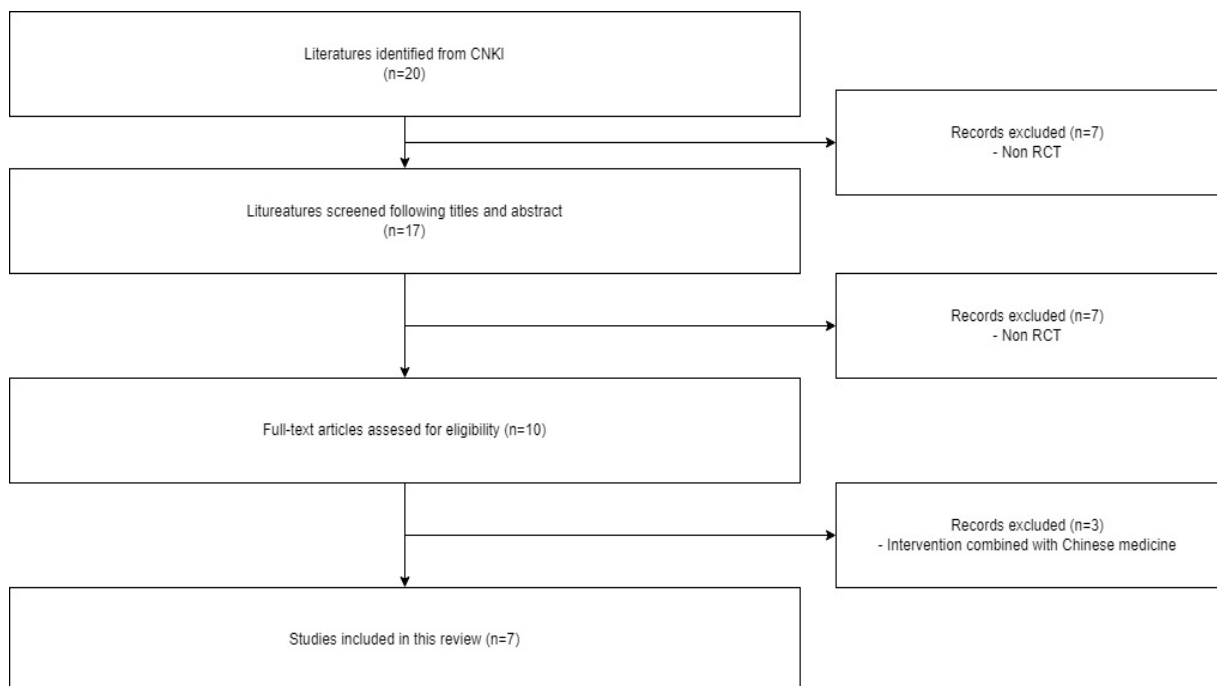 Literatures identified from CNKI
(n=20)
Records excluded (n=7)
- Non RCT
Litureatures screened following titles and abstract
(n=17)
Records excluded (n=7)
- Non RCT
Full-text articles assesed for eligibility (n=10)
Records excluded (n=3)
- Intervention combined with Chinese medicine
Studies included in this review (n=7)